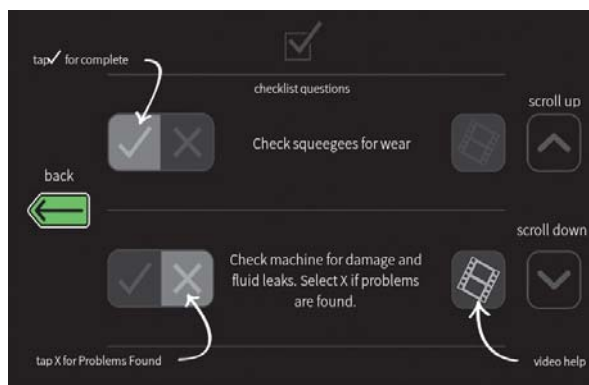 tap✓ for complete
checklist questions
scroll up
Check squeegees for wear
back
scroll down
Check machine for damage and
fluid leaks. Select X if problems
are found.
tap X for Problems Found
video help